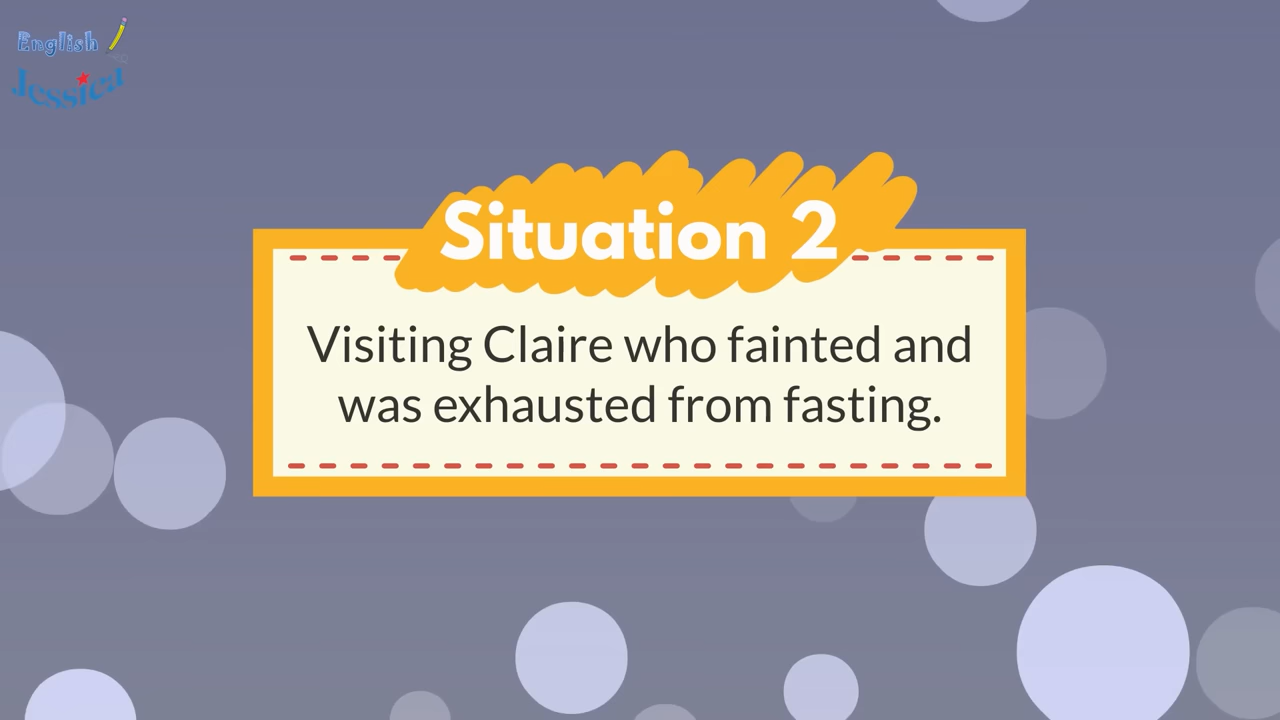 English
Jessica
Situation 2
Visiting Claire who fainted and
was exhausted from fasting.